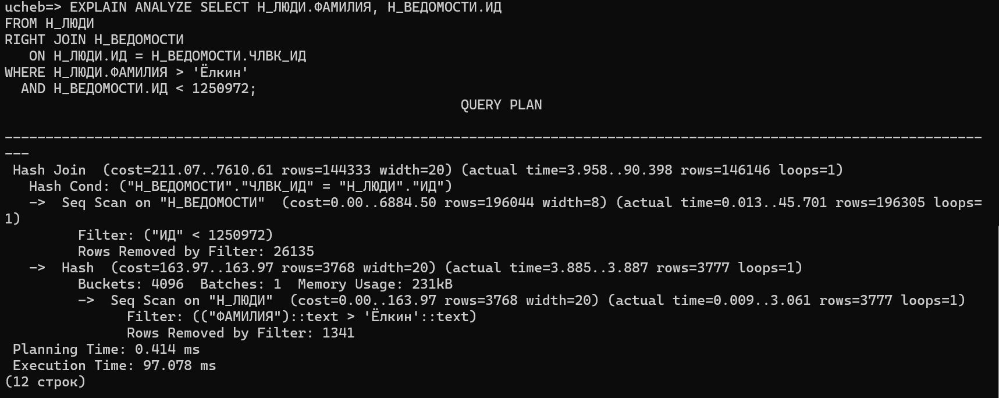 ucheb=> EXPLAIN ANALYZE SELECT Н_ЛЮДИ.ФАМИЛИЯ, Н_ВЕДОМОСТИ.ИД
FROM Н_ЛЮДИ
RIGHT JOIN Н_ВЕДОМОСТИ
   ON Н_ЛЮДИ.ИД = Н_ВЕДОМОСТИ.ЧЛВК_ИД
WHERE Н_ЛЮДИ.ФАМИЛИЯ > 'Ёлкин'
  AND Н_ВЕДОМОСТИ.ИД < 1250972;
QUERY PLAN
------------------------------------------------------------------------------------------------------------------------
---
 Hash Join  (cost=211.07..7610.61 rows=144333 width=20) (actual time=3.958..90.398 rows=146146 loops=1)
   Hash Cond: ("Н_ВЕДОМОСТИ"."ЧЛВК_ИД" = "Н_ЛЮДИ"."ИД")
   ->  Seq Scan on "Н_ВЕДОМОСТИ"  (cost=0.00..6884.50 rows=196044 width=8) (actual time=0.013..45.701 rows=196305 loops=
1)
         Filter: ("ИД" < 1250972)
         Rows Removed by Filter: 26135
   ->  Hash  (cost=163.97..163.97 rows=3768 width=20) (actual time=3.885..3.887 rows=3777 loops=1)
         Buckets: 4096  Batches: 1  Memory Usage: 231kB
         ->  Seq Scan on "Н_ЛЮДИ"  (cost=0.00..163.97 rows=3768 width=20) (actual time=0.009..3.061 rows=3777 loops=1)
               Filter: (("ФАМИЛИЯ")::text > 'Ёлкин'::text)
               Rows Removed by Filter: 1341
 Planning Time: 0.414 ms
 Execution Time: 97.078 ms
(12 строк)